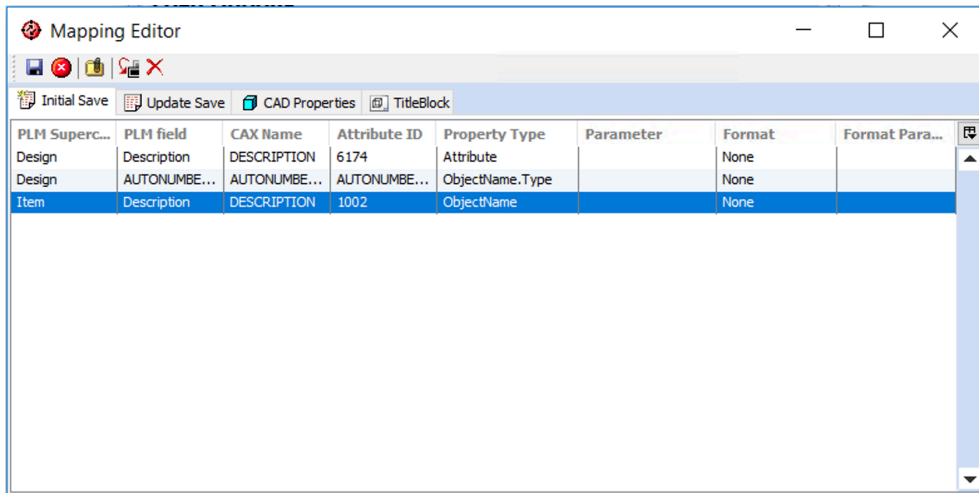 Mapping Editor
Initial Save Update Save CAD Properties TitleBlock
PLM Superc... PLM field CAX Name Attribute ID Property Type Parameter Format Format Para...
Design Description DESCRIPTION 6174 Attribute None
Design AUTONUMBE... AUTONUMBE... AUTONUMBE... ObjectName.Type None
Item Description DESCRIPTION 1002 ObjectName None